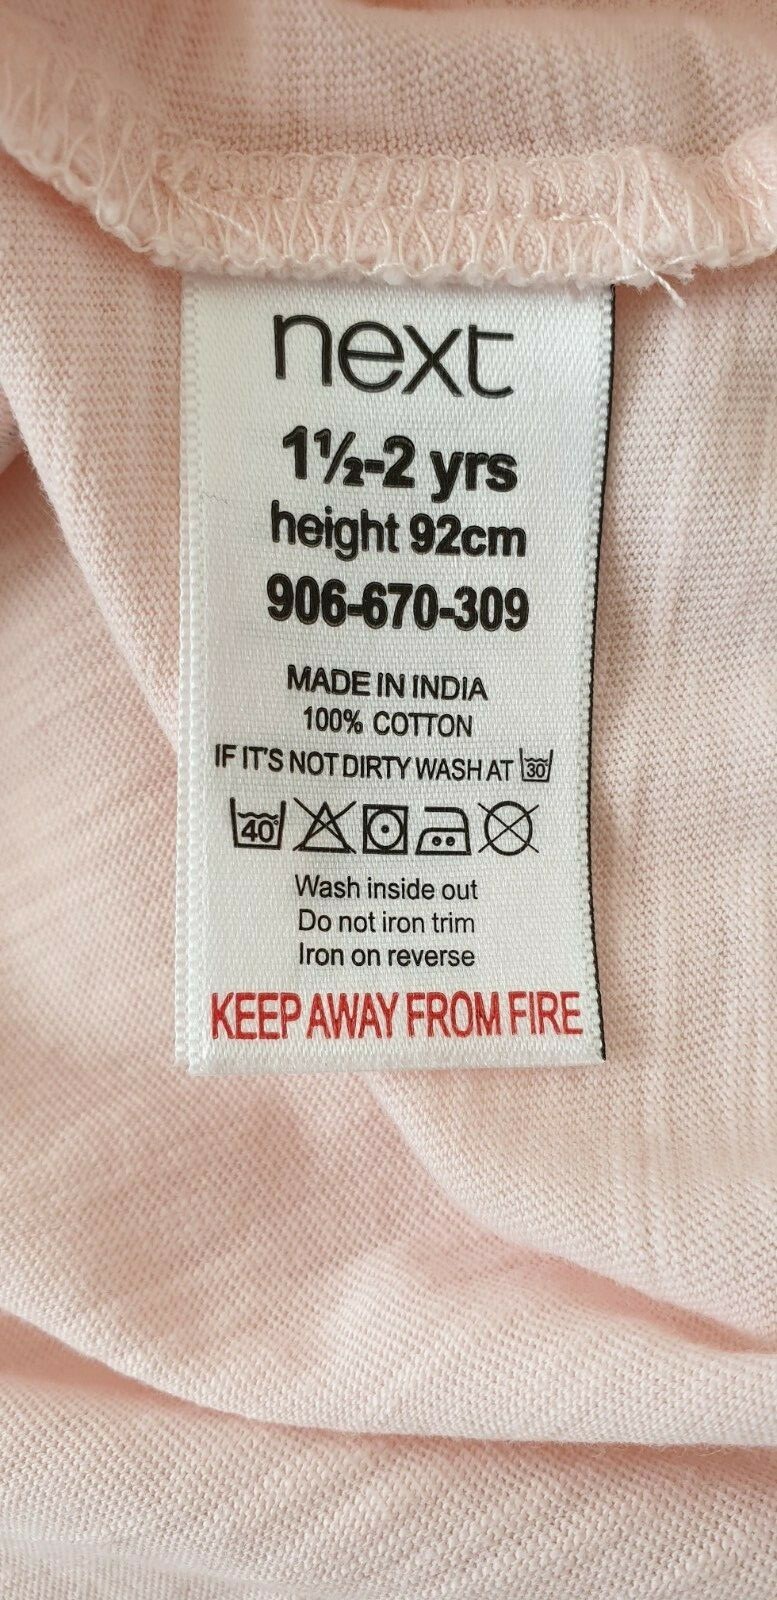 next
1½-2 yrs
height 92cm
906-670-309
MADE IN INDIA
100% COTTON
IF IT'S NOT DIRTY WASH AT 30
40
Wash inside out
Do not iron trim
Iron on reverse
KEEP AWAY FROM FIRE